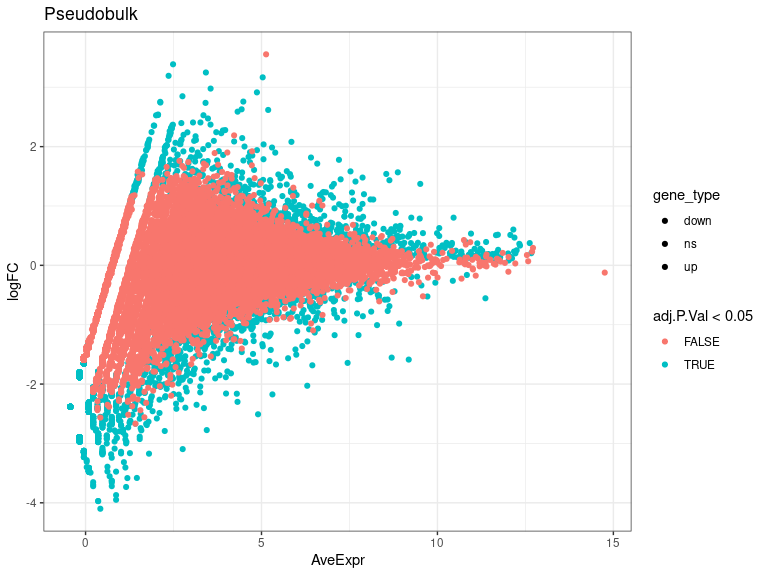 Pseudobulk
logFC
2
0
-2
-4
0
5
10
15
AveExpr
gene_type
down
ns
up
adj.P.Val < 0.05
FALSE
TRUE